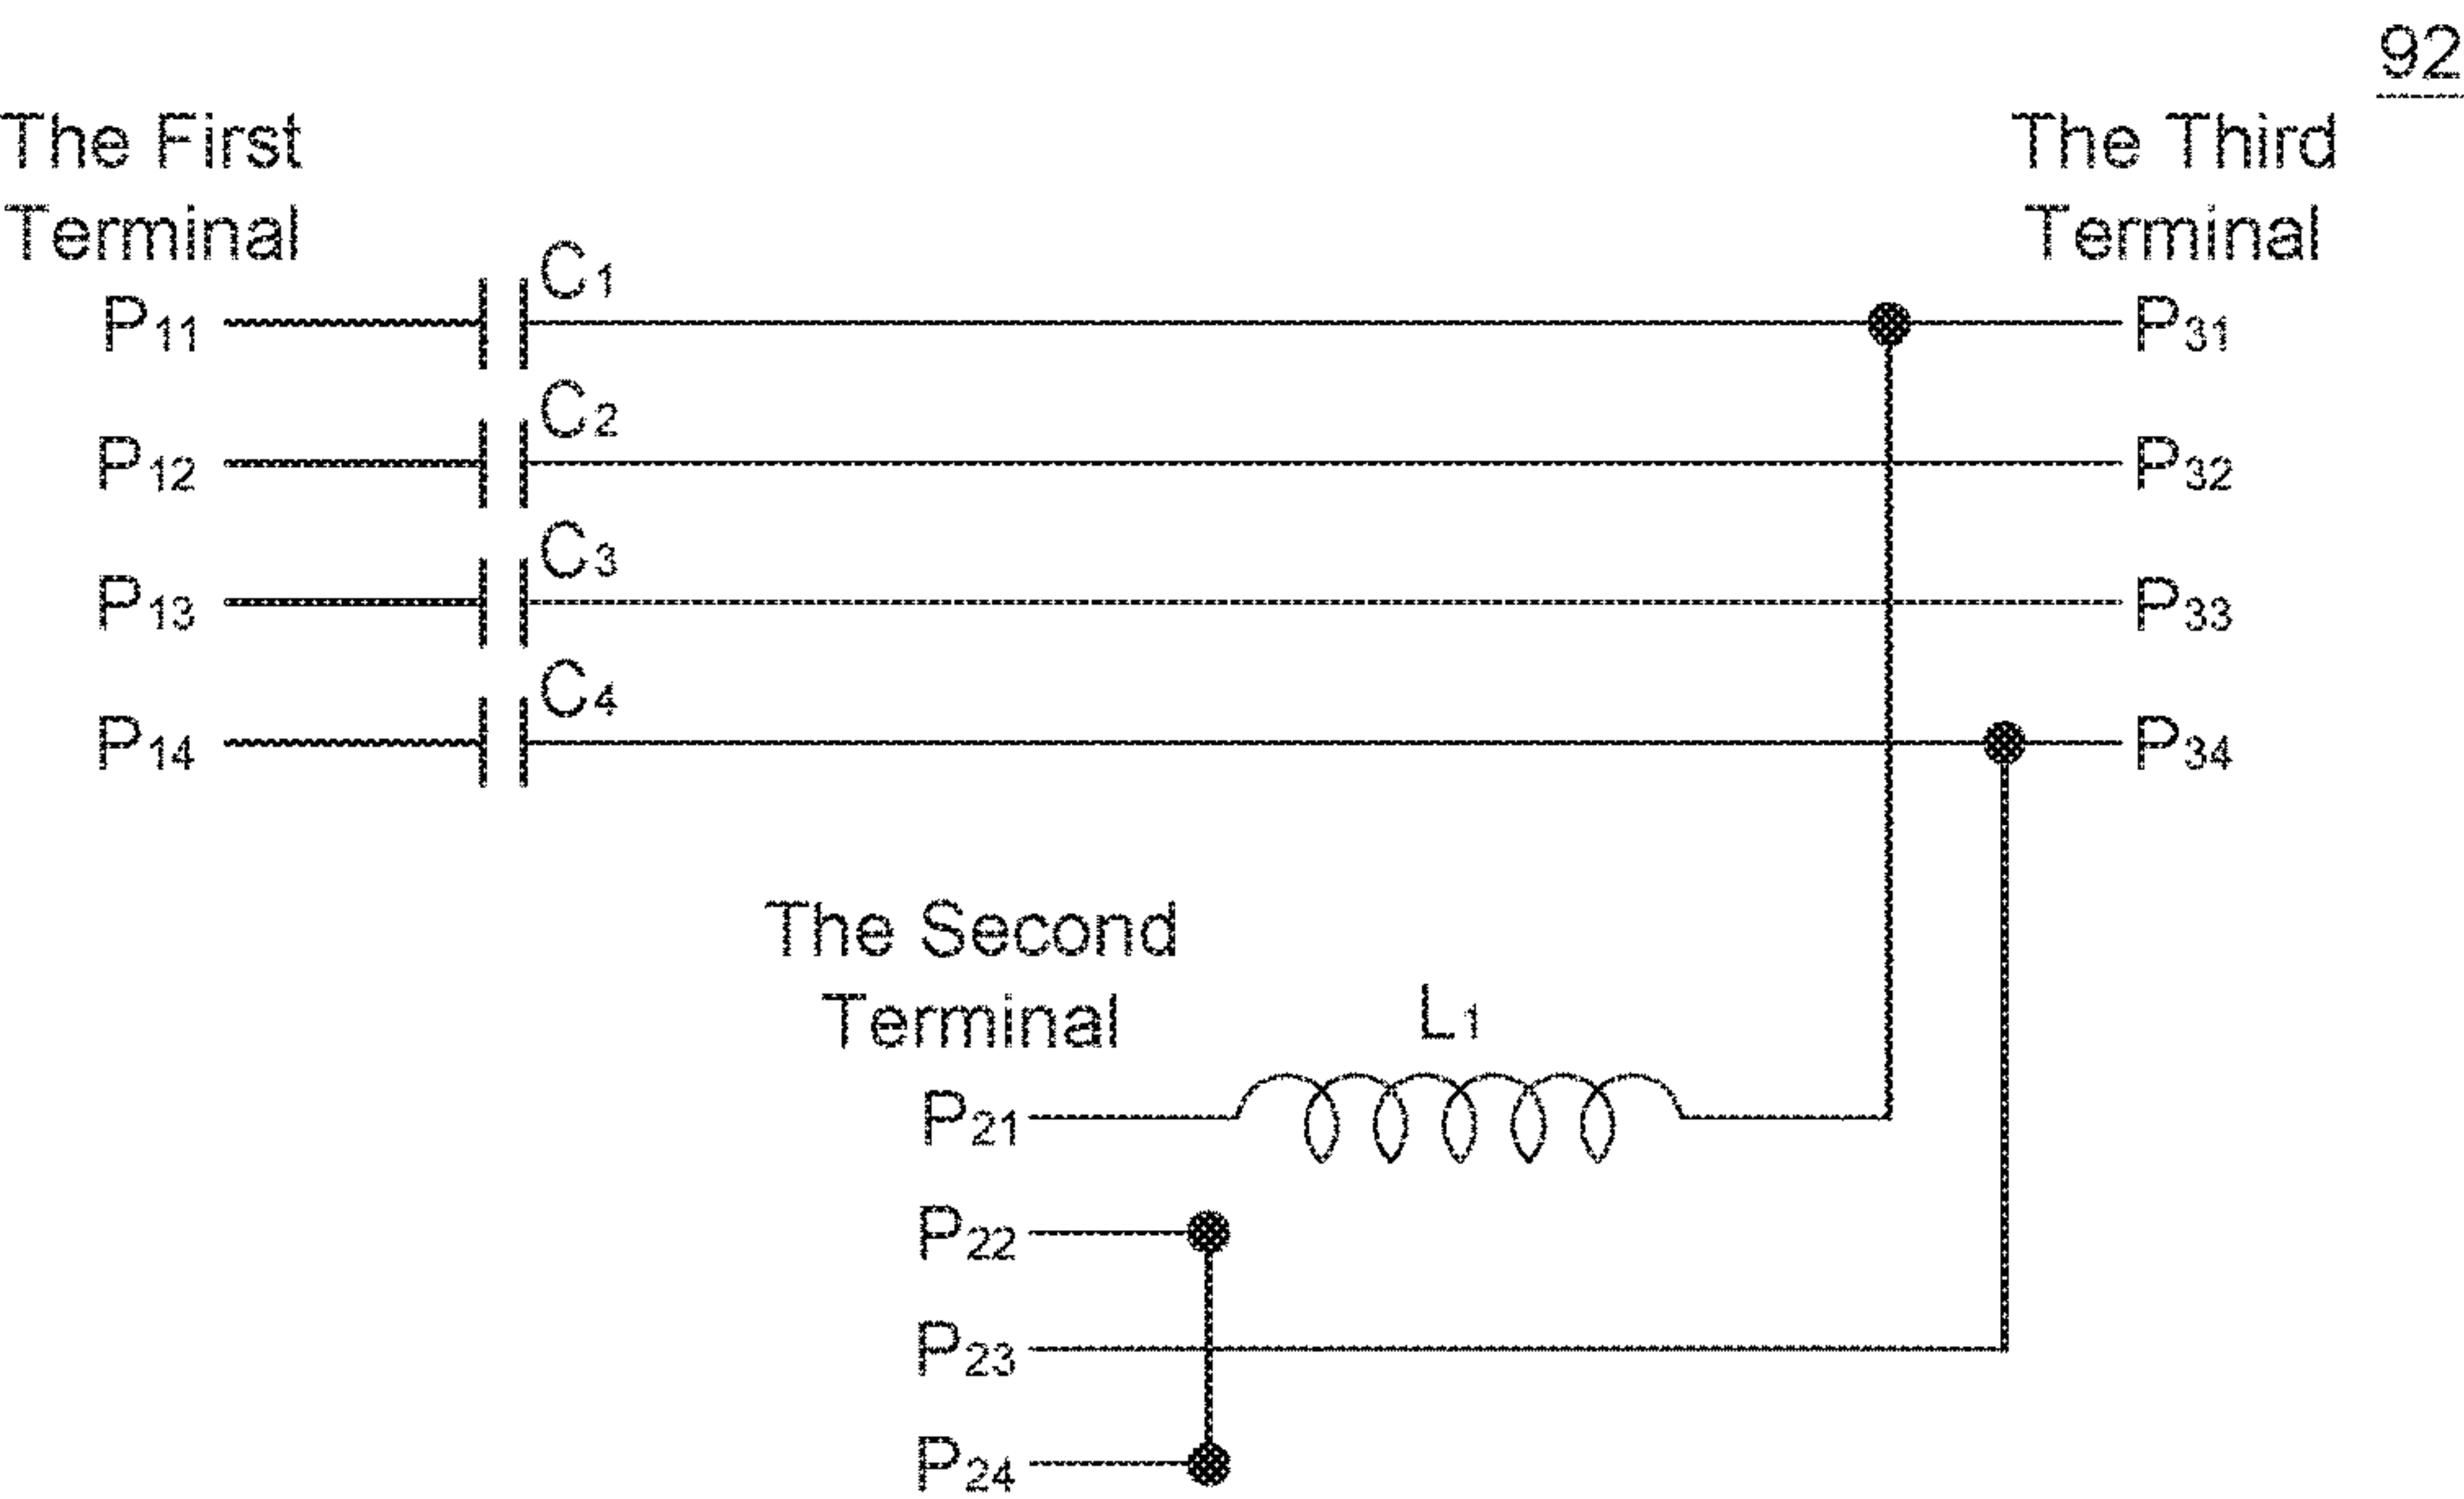 92
The First
Terminal
The Third
Terminal
C1
P11
P31
C2
P12
P32
C3
P13
P33
C4
P14
P34
The Second
Terminal
L1
P21
P22
P23
P24